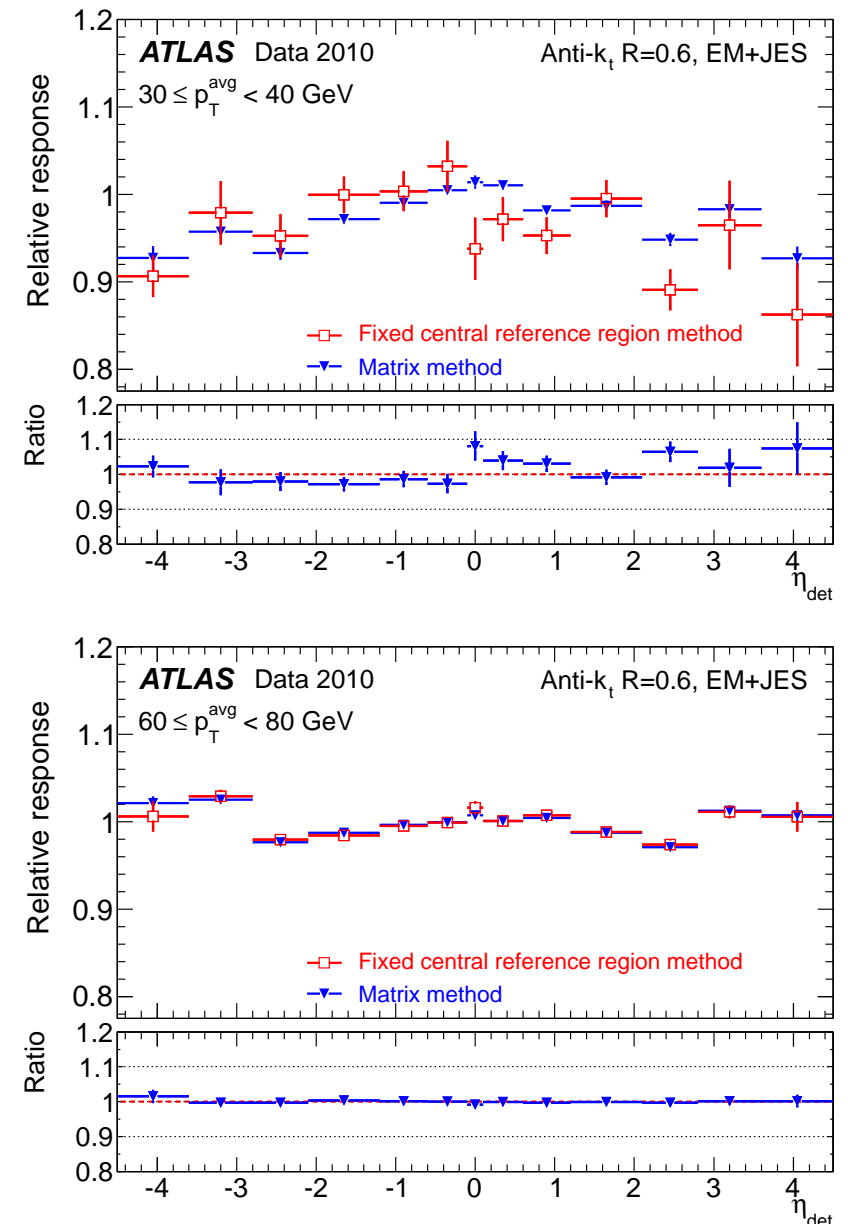 1.2
ATLAS Data 2010 Anti-k_t R=0.6, EM+JES
30 ≤ p_T^avg < 40 GeV
1.1
1
0.9
0.8
Relative response
Fixed central reference region method
Matrix method
1.2
1.1
1
0.9
0.8
Ratio
-4 -3 -2 -1 0 1 2 3 4
η_det
1.2
ATLAS Data 2010 Anti-k_t R=0.6, EM+JES
60 ≤ p_T^avg < 80 GeV
1.1
1
0.9
0.8
Relative response
Fixed central reference region method
Matrix method
1.2
1.1
1
0.9
0.8
Ratio
-4 -3 -2 -1 0 1 2 3 4
η_det